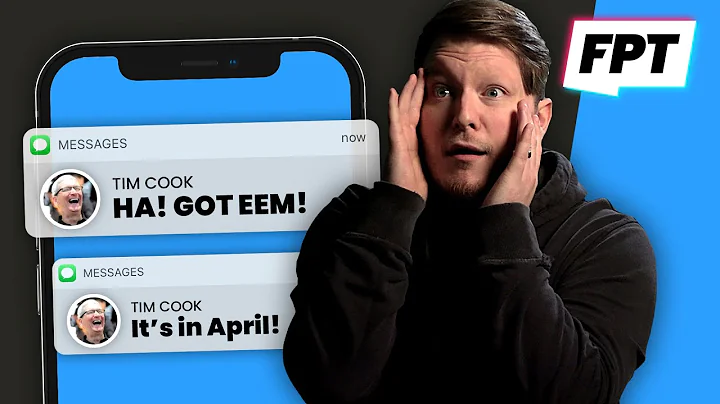 FPT
MESSAGES
now
TIM COOK
HA! GOT EEM!
MESSAGES
TIM COOK
It's in April!